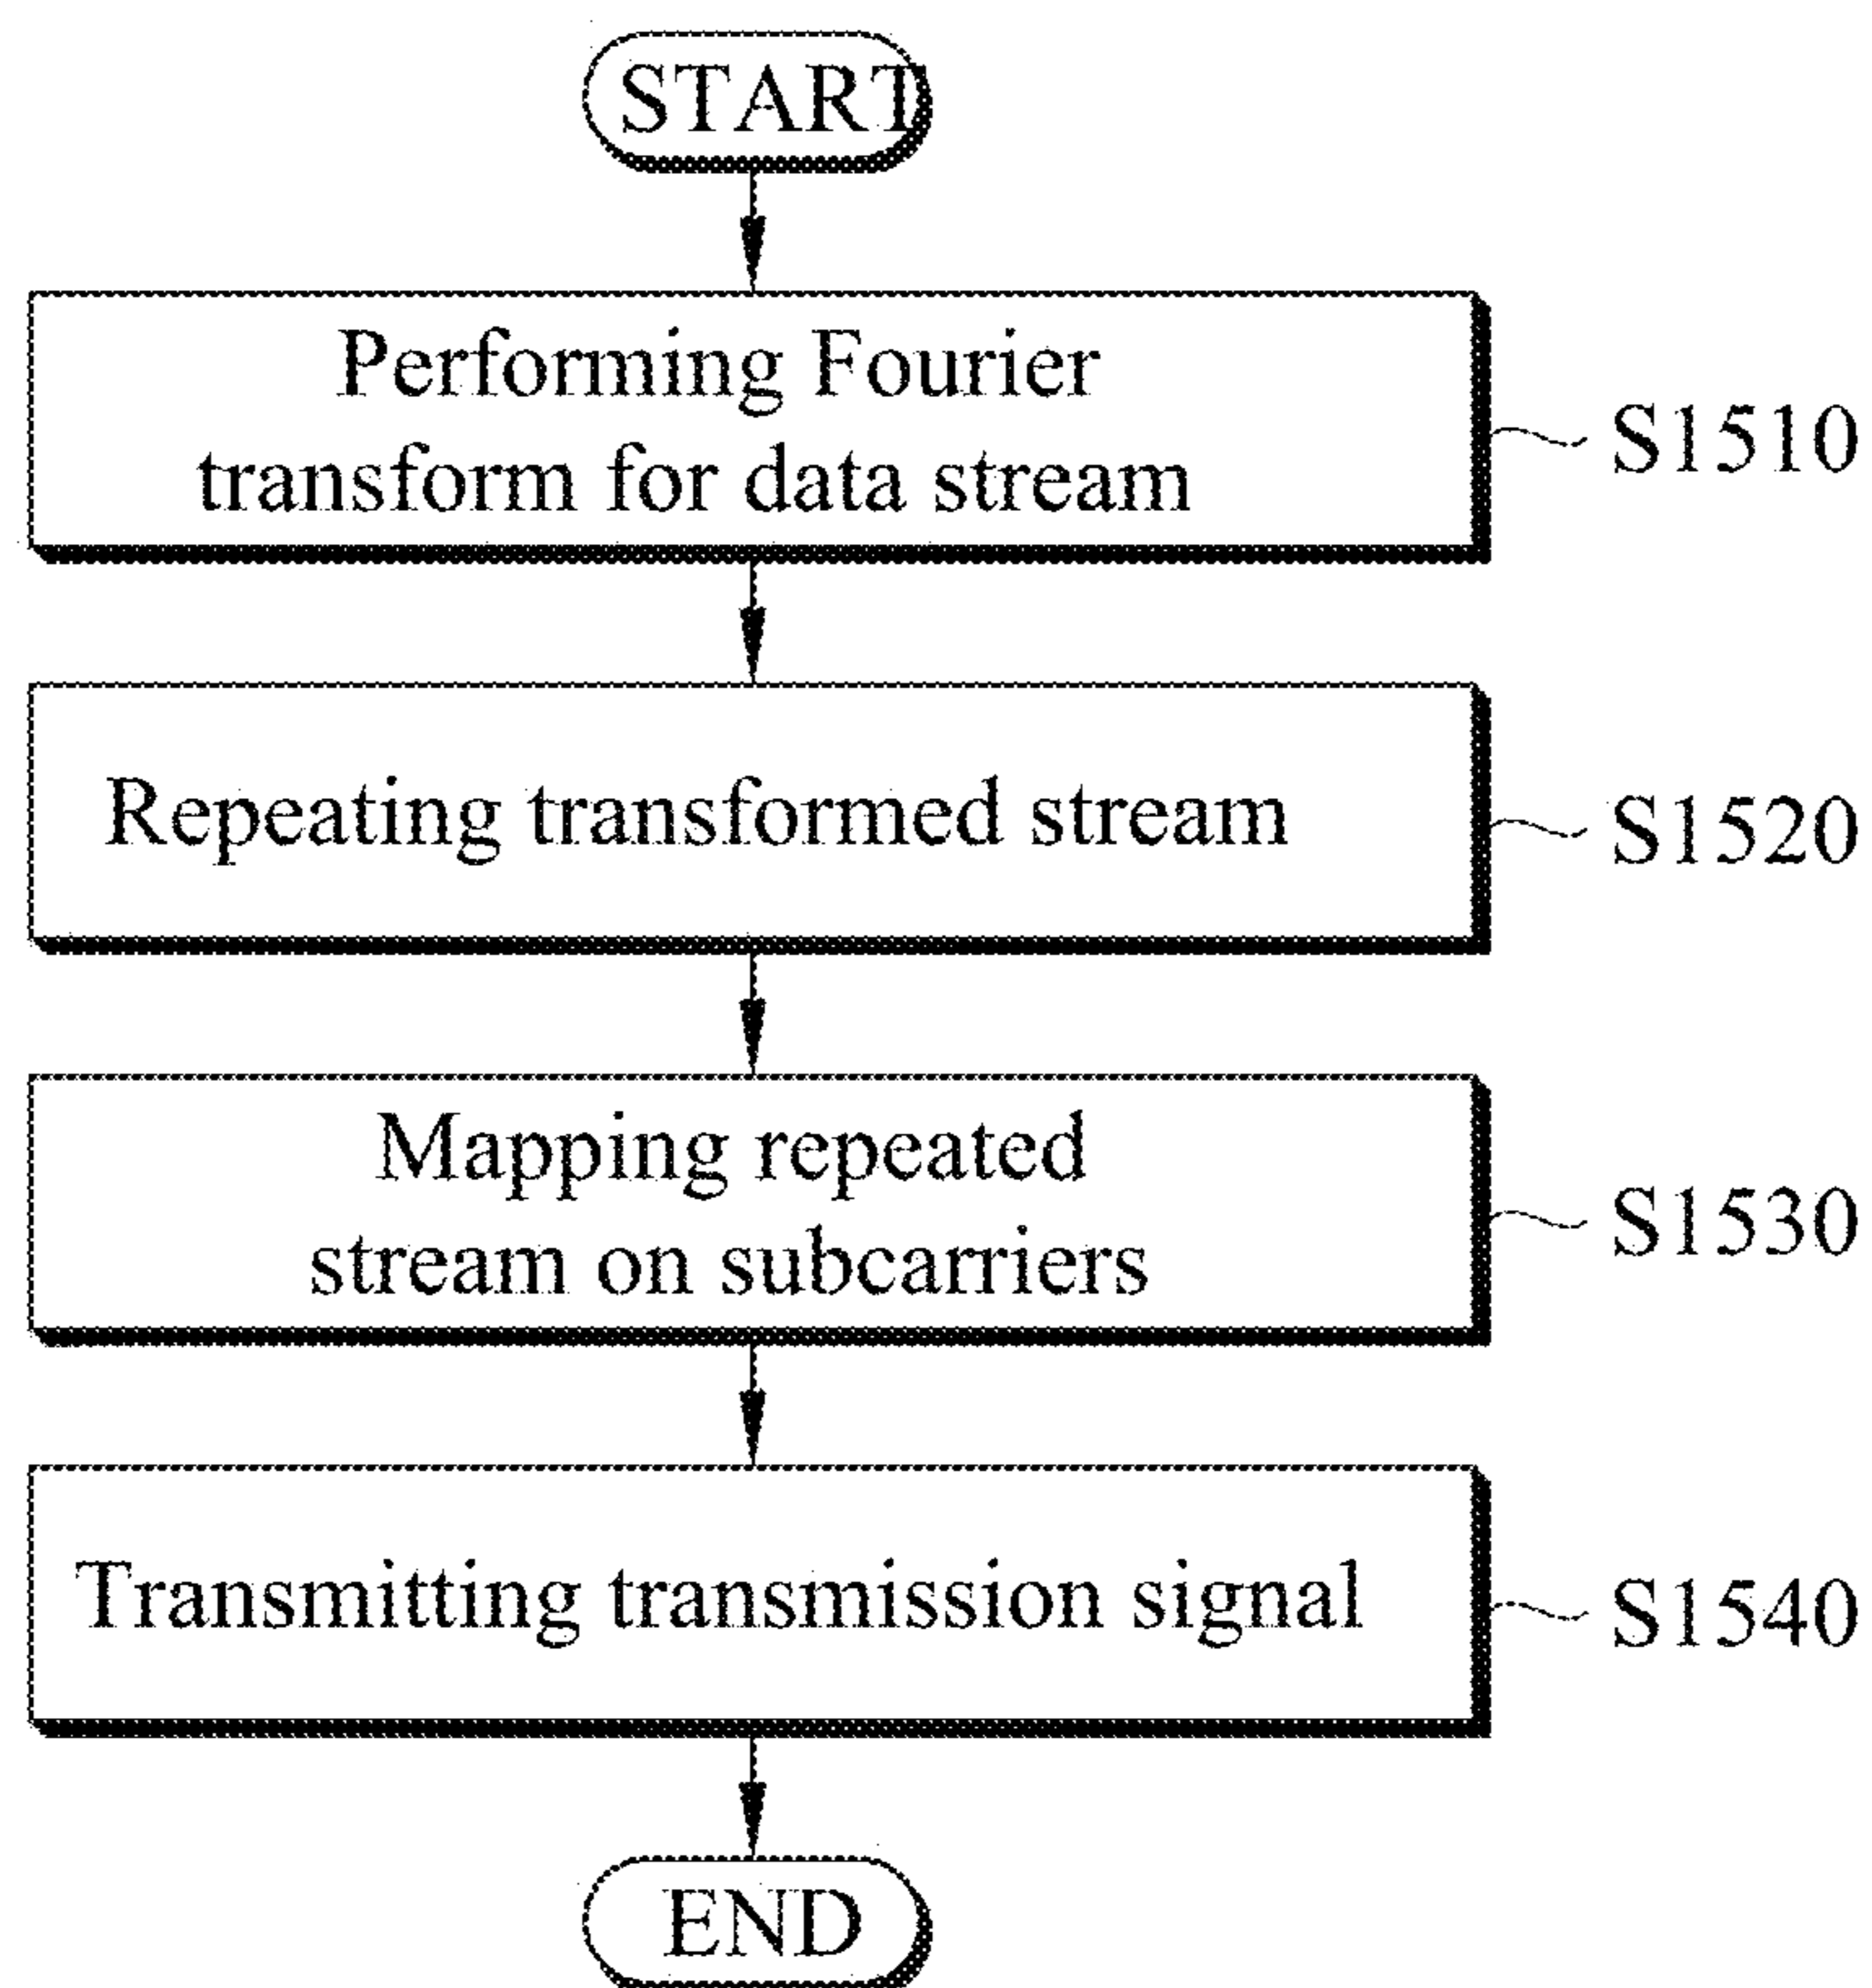 START
Performing Fourier
transform for data stream
S1510
Repeating transformed stream
S1520
Mapping repeated
stream on subcarriers
S1530
Transmitting transmission signal
S1540
END